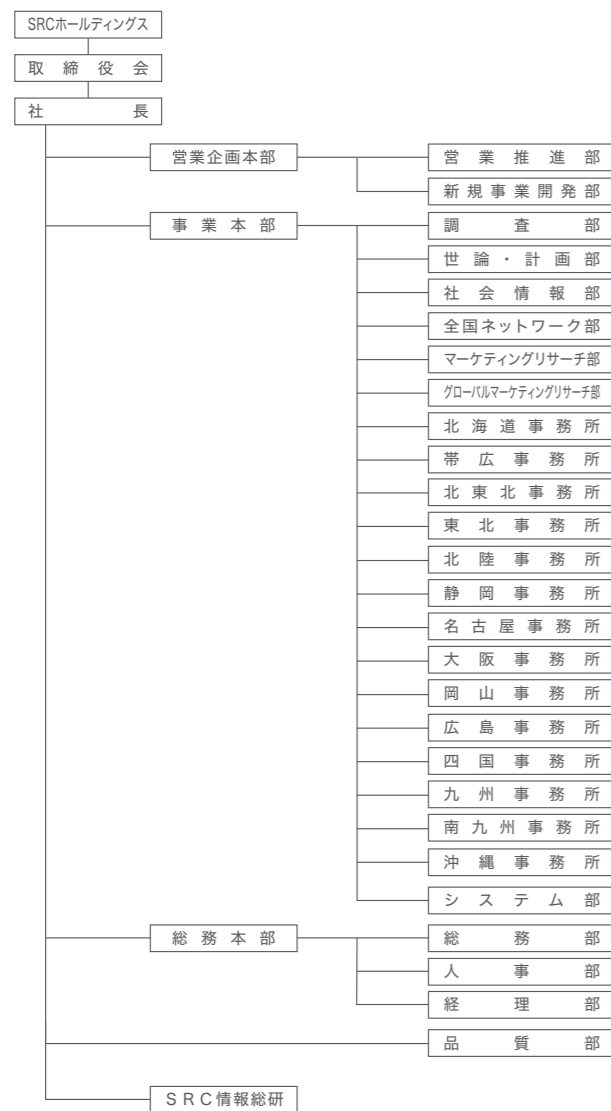 SRCホールディングス
取締役会
社長
営業企画本部
営業推進部
新規事業開発部
事業本部
調査部
世論・計画部
社会情報部
全国ネットワーク部
マーケティングリサーチ部
グローバルマーケティングリサーチ部
北海道事務所
帯広事務所
北東北事務所
東北事務所
北陸事務所
静岡事務所
名古屋事務所
大阪事務所
岡山事務所
広島事務所
四国事務所
九州事務所
南九州事務所
沖縄事務所
システム部
総務本部
総務部
人事部
経理部
品質部
SRC情報総研